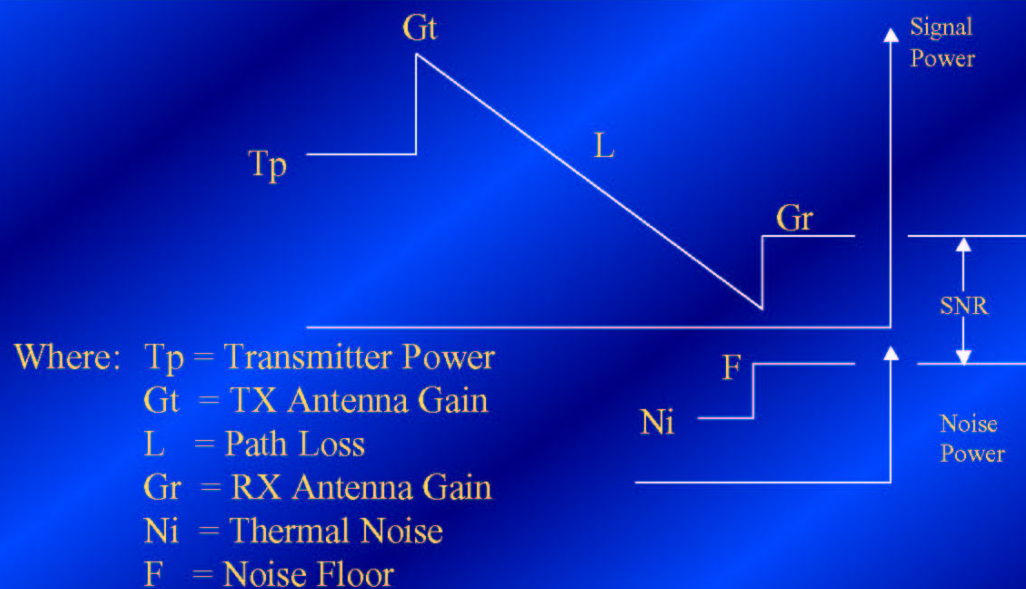 Gt
Signal
Power
Tp
L
Gr
SNR
Where: Tp = Transmitter Power
Gt = TX Antenna Gain
L = Path Loss
Gr = RX Antenna Gain
Ni = Thermal Noise
F = Noise Floor
F
Ni
Noise
Power